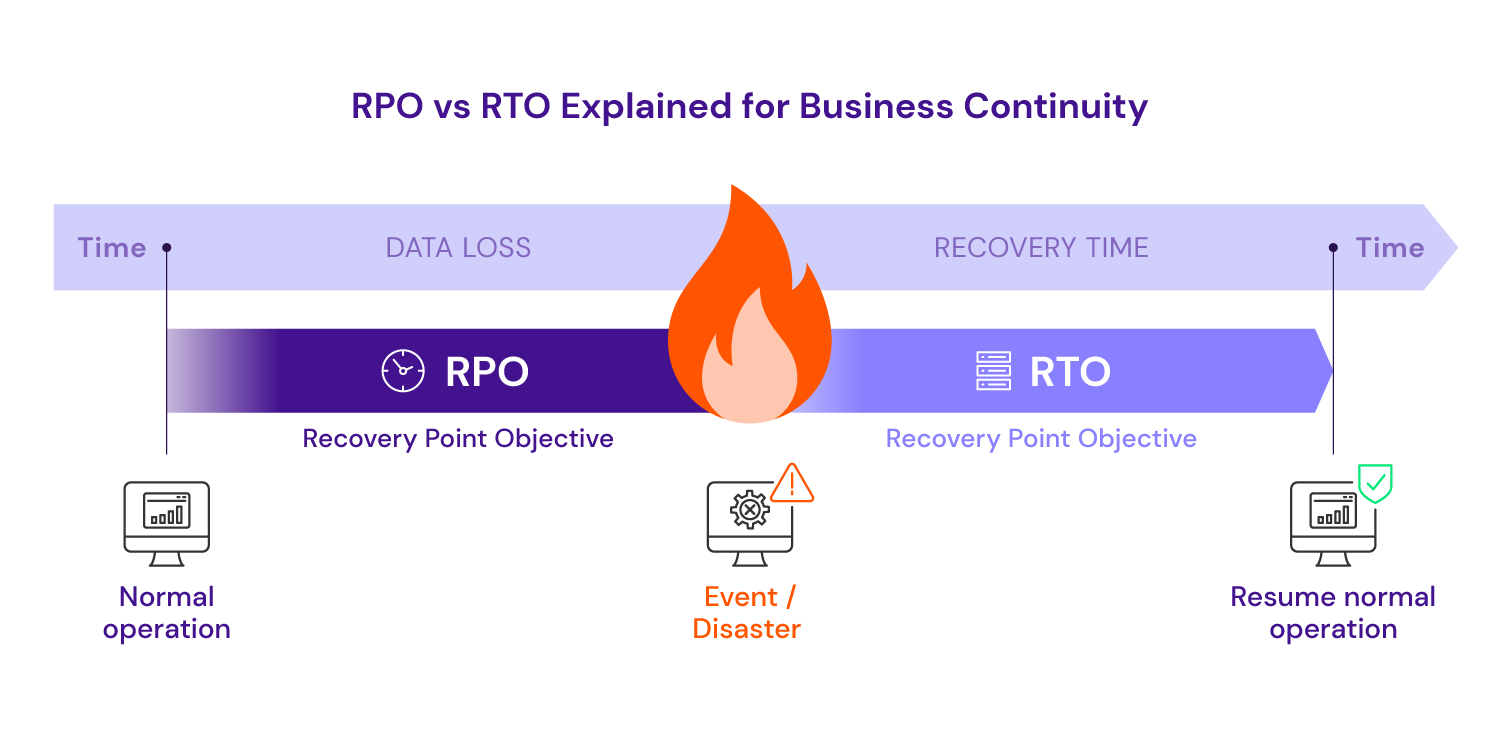 RPO vs RTO Explained for Business Continuity
Time DATA LOSS RECOVERY TIME Time
RPO RTO
Recovery Point Objective Recovery Point Objective
Normal
operation
Event /
Disaster
Resume normal
operation